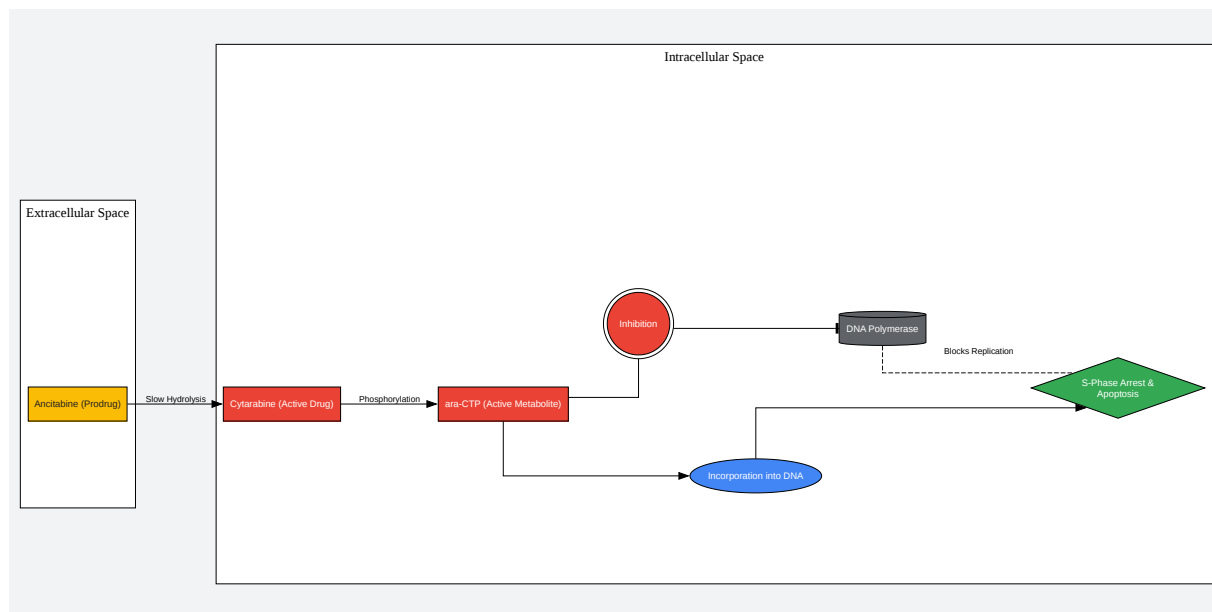 Intracellular Space
Extracellular Space
Inhibition
DNA Polymerase
Blocks Replication
S-Phase Arrest &
Apoptosis
Ancitabine (Prodrug)
Slow Hydrolysis
Cytarabine (Active Drug)
Phosphorylation
ara-CTP (Active Metabolite)
Incorporation into DNA